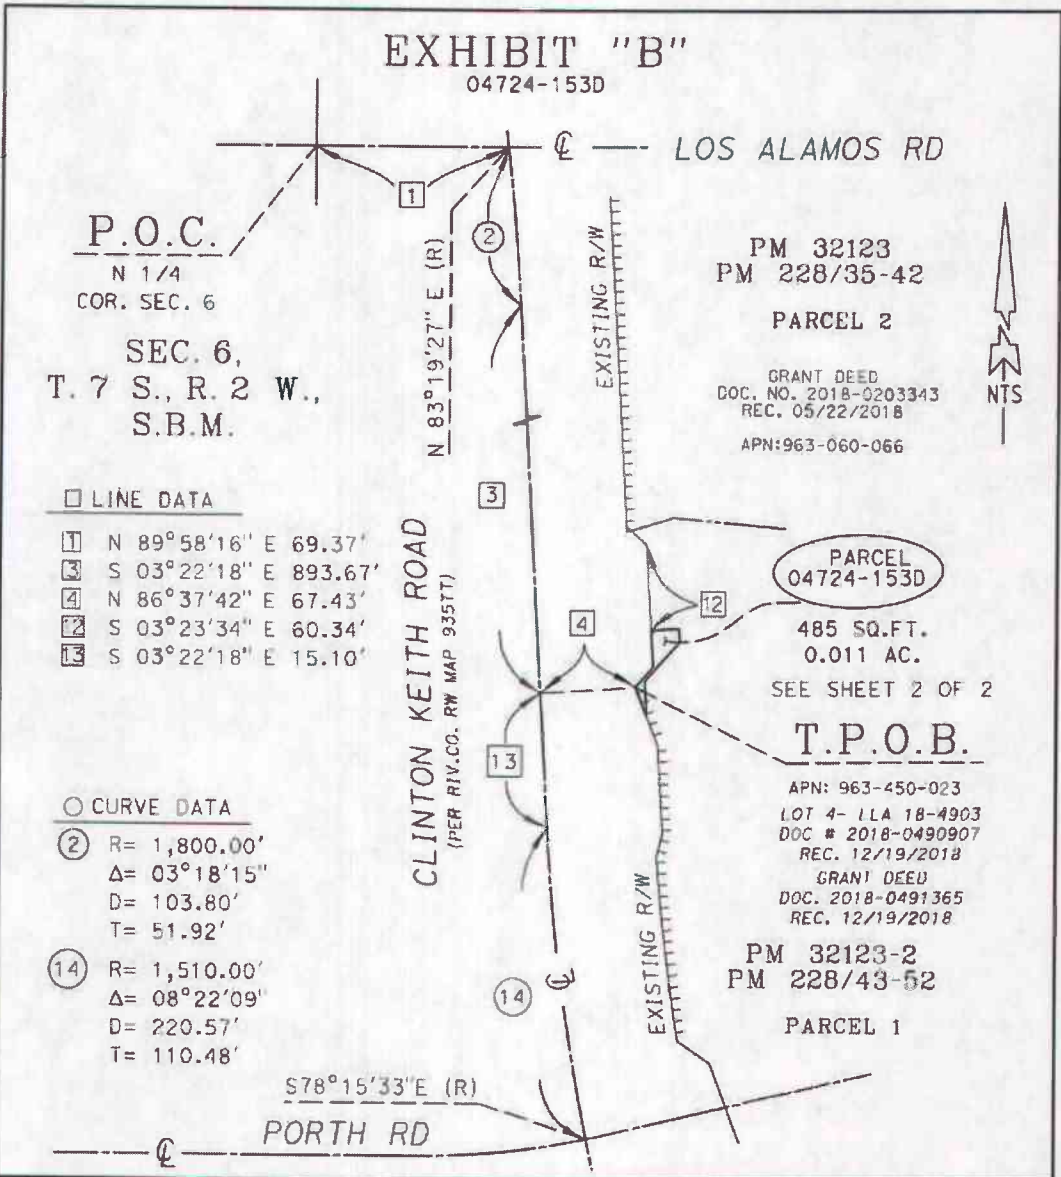 EXHIBIT "B"
04724-153D
℄ LOS ALAMOS RD
1
2
P.O.C.
N 1/4
COR. SEC. 6
SEC. 6,
T. 7 S., R. 2 W.,
S.B.M.
N 83°19'27" E (R)
EXISTING R/W
PM 32123
PM 228/35-42
PARCEL 2
GRANT DEED
DOC. NO. 2018-0203343
REC. 05/22/2018
APN:963-060-066
NTS
LINE DATA
1 N 89°58'16" E 69.37'
3 S 03°22'18" E 893.67'
4 N 86°37'42" E 67.43'
12 S 03°23'34" E 60.34'
13 S 03°22'18" E 15.10'
3
CLINTON KEITH ROAD
(PER RIV.CO. RW MAP 935TT)
4
12
13
PARCEL
04724-153D
485 SQ.FT.
0.011 AC.
SEE SHEET 2 OF 2
T.P.O.B.
APN: 963-450-023
LOT 4- LLA 18-4903
DOC # 2018-0490907
REC. 12/19/2018
GRANT DEED
DOC. 2018-0491365
REC. 12/19/2018
PM 32123-2
PM 228/43-52
PARCEL 1
CURVE DATA
2 R= 1,800.00'
Δ= 03°18'15"
D= 103.80'
T= 51.92'
14 R= 1,510.00'
Δ= 08°22'09"
D= 220.57'
T= 110.48'
14
EXISTING R/W
S78°15'33"E (R)
PORTH RD
℄